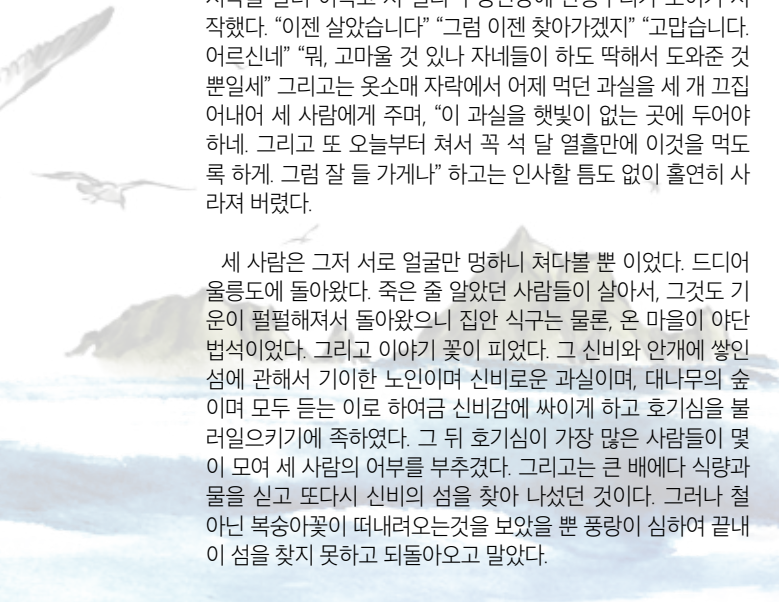 작했다. “이젠 살았습니다” “그럼 이젠 찾아가겠지” “고맙습니다.
어르신네” “뭐, 고마울 것 있나 자네들이 하도 딱해서 도와준 것
뿐일세” 그리고는 옷소매 자락에서 어제 먹던 과실을 세 개 끄집
어내어 세 사람에게 주며, “이 과실을 햇빛이 없는 곳에 두어야
하네. 그리고 또 오늘부터 쳐서 꼭 석 달 열흘만에 이것을 먹도
록 하게. 그럼 잘 들 가게나” 하고는 인사할 틈도 없이 홀연히 사
라져 버렸다.
세 사람은 그저 서로 얼굴만 멍하니 쳐다볼 뿐 이었다. 드디어
울릉도에 돌아왔다. 죽은 줄 알았던 사람들이 살아서, 그것도 기
운이 펄펄해져서 돌아왔으니 집안 식구는 물론, 온 마을이 야단
법석이었다. 그리고 이야기 꽃이 피었다. 그 신비와 안개에 쌓인
섬에 관해서 기이한 노인이며 신비로운 과실이며, 대나무의 숲
이며 모두 듣는 이로 하여금 신비감에 싸이게 하고 호기심을 불
러일으키기에 족하였다. 그 뒤 호기심이 가장 많은 사람들이 몇
이 모여 세 사람의 어부를 부추겼다. 그리고는 큰 배에다 식량과
물을 싣고 또다시 신비의 섬을 찾아 나섰던 것이다. 그러나 철
아닌 복숭아꽃이 떠내려오는것을 보았을 뿐 풍랑이 심하여 끝내
이 섬을 찾지 못하고 되돌아오고 말았다.